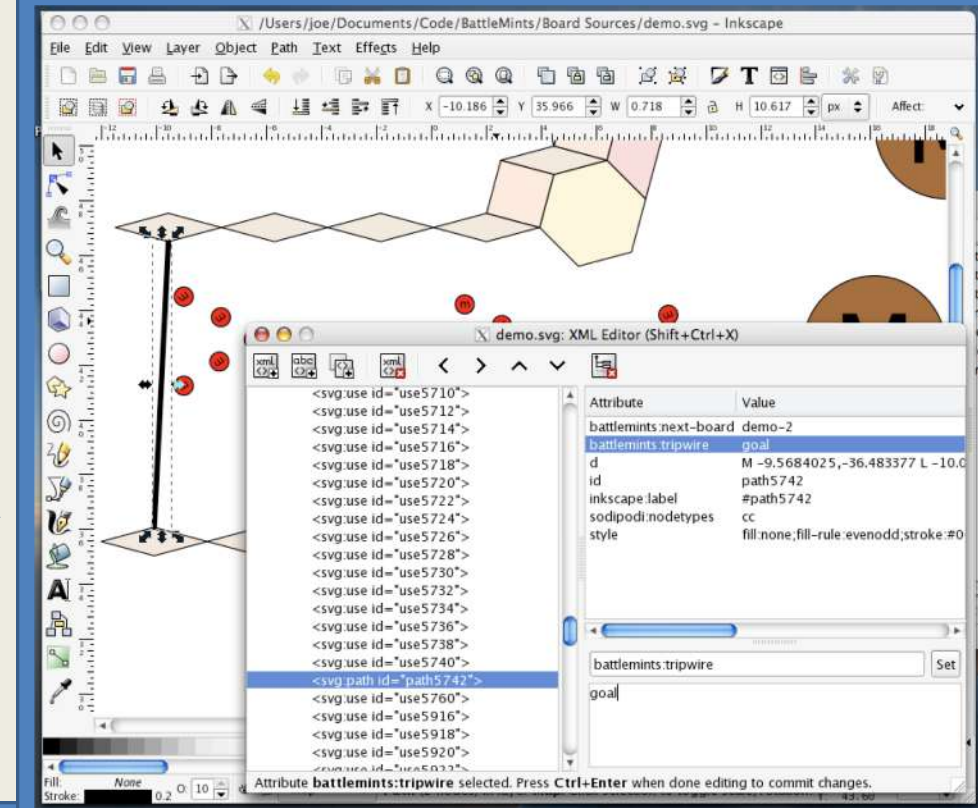 /Users/joe/Documents/Code/BattleMints/Board Sources/demo.svg - Inkscape
File Edit View Layer Object Path Text Effects Help
X -10.186 Y 35.966 W 0.718 H 10.617 px Affect:
demo.svg: XML Editor (Shift+Ctrl+X)
<svg:use id="use5710">
<svg:use id="use5712">
<svg:use id="use5714">
<svg:use id="use5716">
<svg:use id="use5718">
<svg:use id="use5720">
<svg:use id="use5722">
<svg:use id="use5724">
<svg:use id="use5726">
<svg:use id="use5728">
<svg:use id="use5730">
<svg:use id="use5732">
<svg:use id="use5734">
<svg:use id="use5736">
<svg:use id="use5738">
<svg:use id="use5740">
<svg:path id="path5742">
<svg:use id="use5760">
<svg:use id="use5916">
<svg:use id="use5918">
<svg:use id="use5920">
Attribute Value
battlemints:next-board demo-2
battlemints:tripwire goal
d M -9.5684025,-36.483377 L -10.0
id path5742
inkscape:label #path5742
sodipodi:nodetypes cc
style fill:none;fill-rule:evenodd;stroke:#0
battlemints:tripwire Set
goal
Attribute battlemints:tripwire selected. Press Ctrl+Enter when done editing to commit changes.
Fill: None
Stroke: 0.2 O: 10